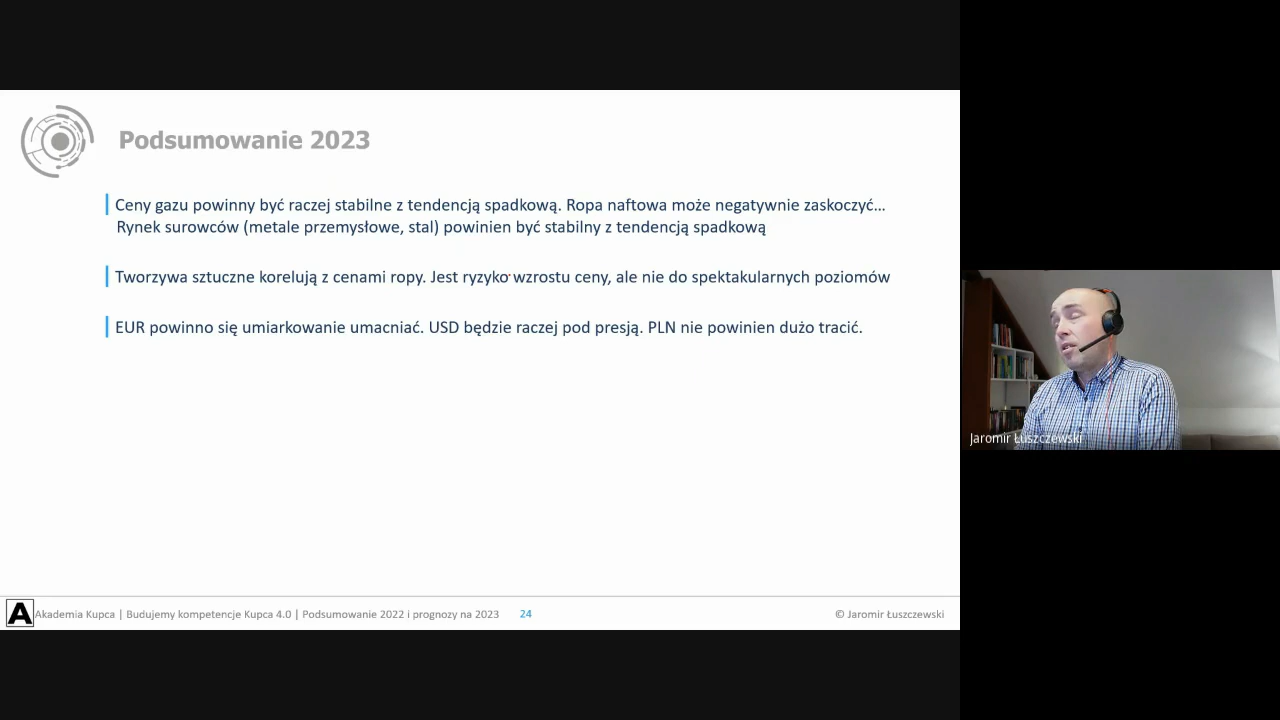 Podsumowanie 2023
Ceny gazu powinny być raczej stabilne z tendencją spadkową. Ropa naftowa może negatywnie zaskoczyć...
Rynek surowców (metale przemysłowe, stal) powinien być stabilny z tendencją spadkową
Tworzywa sztuczne korelują z cenami ropy. Jest ryzyko wzrostu ceny, ale nie do spektakularnych poziomów
EUR powinno się umiarkowanie umacniać. USD będzie raczej pod presją. PLN nie powinien dużo tracić.
Jaromir Łuszczewski
A Akademia Kupca | Budujemy kompetencje Kupca 4.0 | Podsumowanie 2022 i prognozy na 2023 24 © Jaromir Łuszczewski